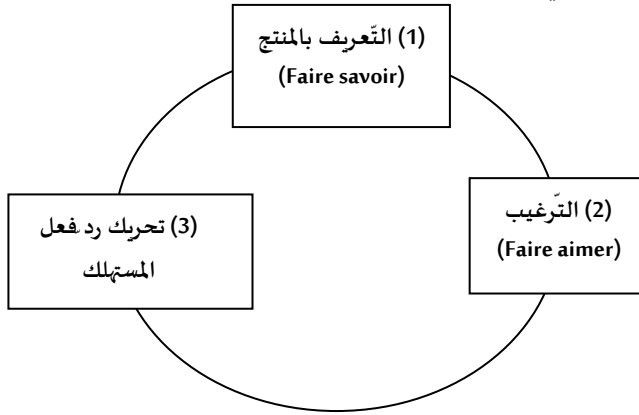 (1) التّعريف بالمنتج
(Faire savoir)
(2) التّرغيب
(Faire aimer)
(3) تحريك رد فعل
المستهلك